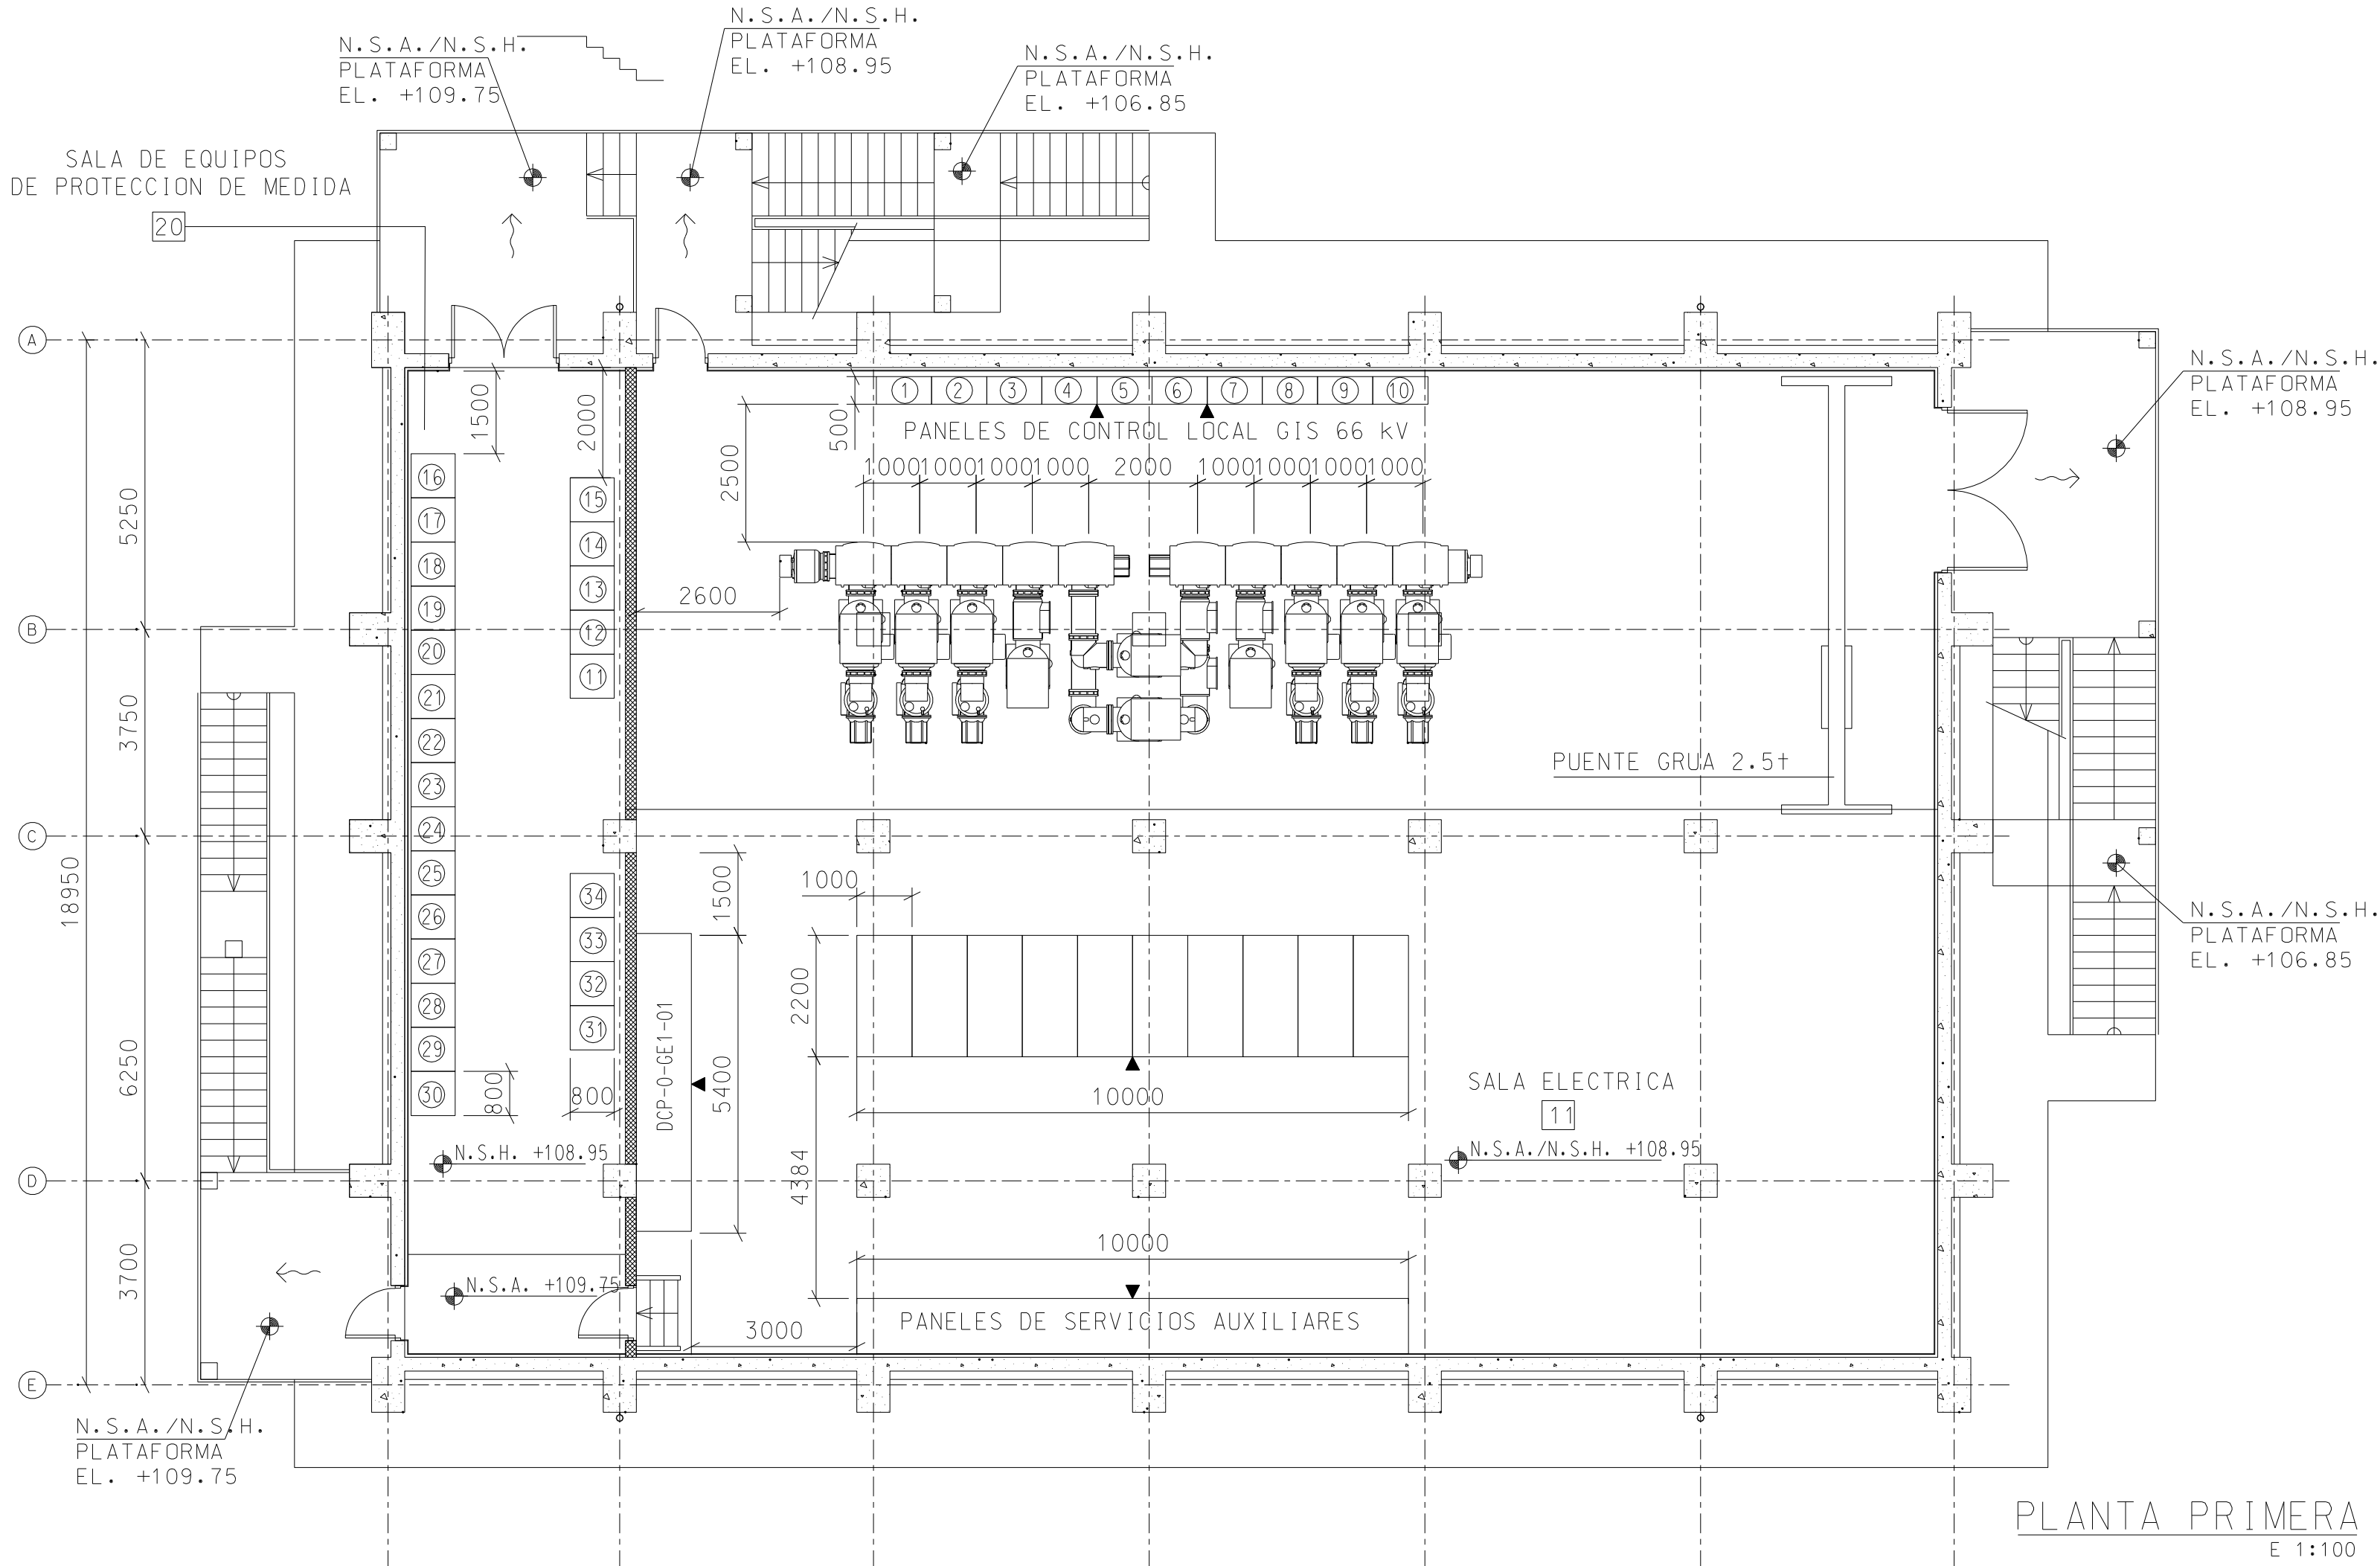 N.S.A./N.S.H.
PLATAFORMA
EL. +109.75
N.S.A./N.S.H.
PLATAFORMA
EL. +108.95
N.S.A./N.S.H.
PLATAFORMA
EL. +106.85
SALA DE EQUIPOS
DE PROTECCION DE MEDIDA
20
A
B
C
D
E
18950
5250
3750
6250
3700
1500
2000
500
2500
1 2 3 4 5 6 7 8 9 10
PANELES DE CONTROL LOCAL GIS 66 kV
1000 1000 1000 1000 2000 1000 1000 1000 1000
N.S.A./N.S.H.
PLATAFORMA
EL. +108.95
16
17
18
19
20
21
22
23
24
25
26
27
28
29
30
15
14
13
12
11
2600
PUENTE GRUA 2.5t
34
33
32
31
800
800
1500
5400
DCP-0-GE1-01
1000
2200
4384
10000
SALA ELECTRICA
11
N.S.A./N.S.H. +108.95
N.S.A./N.S.H.
PLATAFORMA
EL. +106.85
N.S.H. +108.95
N.S.A. +109.75
10000
3000
PANELES DE SERVICIOS AUXILIARES
N.S.A./N.S.H.
PLATAFORMA
EL. +109.75
PLANTA PRIMERA
E 1:100